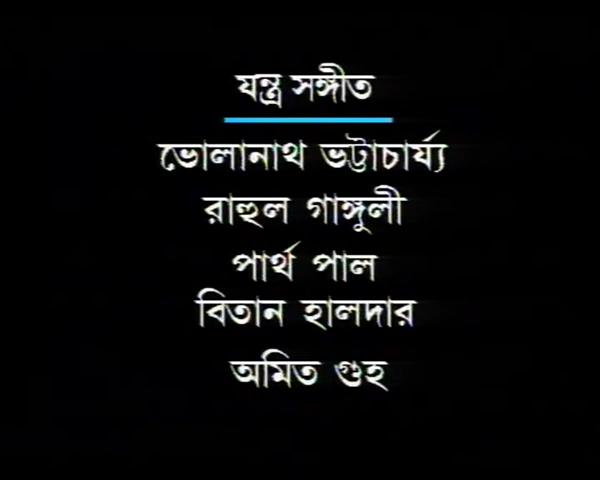 যন্ত্র সঙ্গীত
ভোলানাথ ভট্টাচার্য্য
রাহুল গাঙ্গুলী
পার্থ পাল
বিতান হালদার
অমিত গুহ